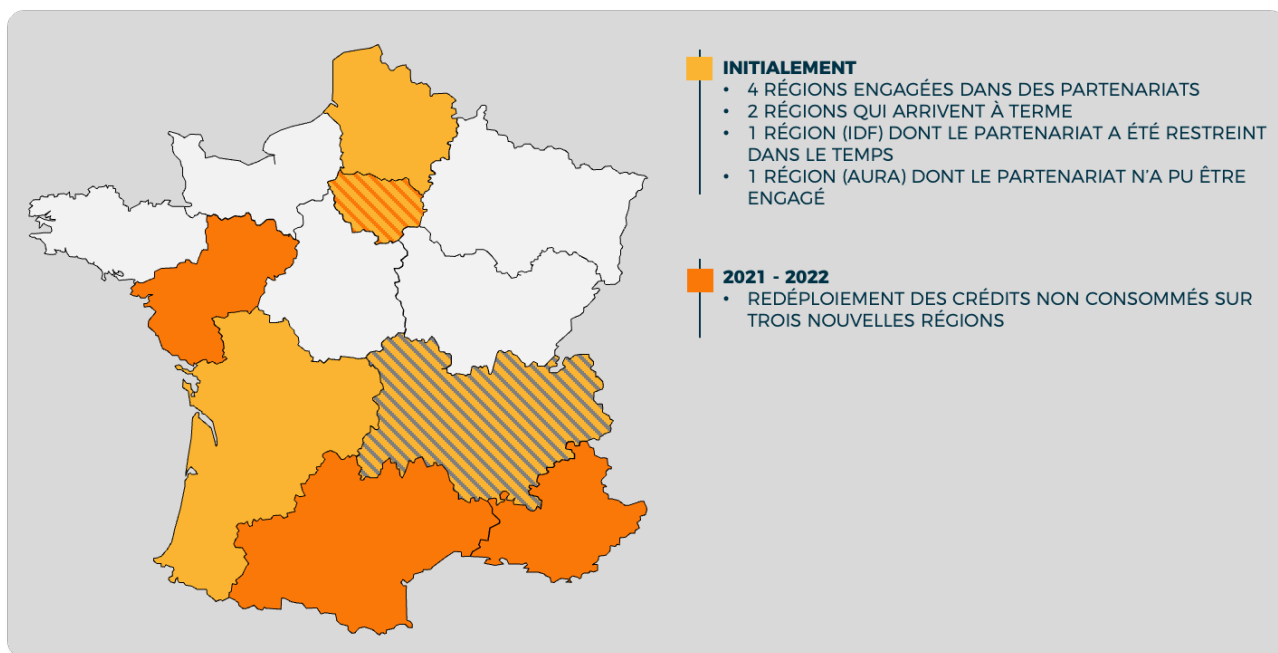 INITIALEMENT
• 4 RÉGIONS ENGAGÉES DANS DES PARTENARIATS
• 2 RÉGIONS QUI ARRIVENT À TERME
• 1 RÉGION (IDF) DONT LE PARTENARIAT A ÉTÉ RESTREINT
DANS LE TEMPS
• 1 RÉGION (AURA) DONT LE PARTENARIAT N'A PU ÊTRE
ENGAGÉ
2021 - 2022
• REDÉPLOIEMENT DES CRÉDITS NON CONSOMMÉS SUR
TROIS NOUVELLES RÉGIONS